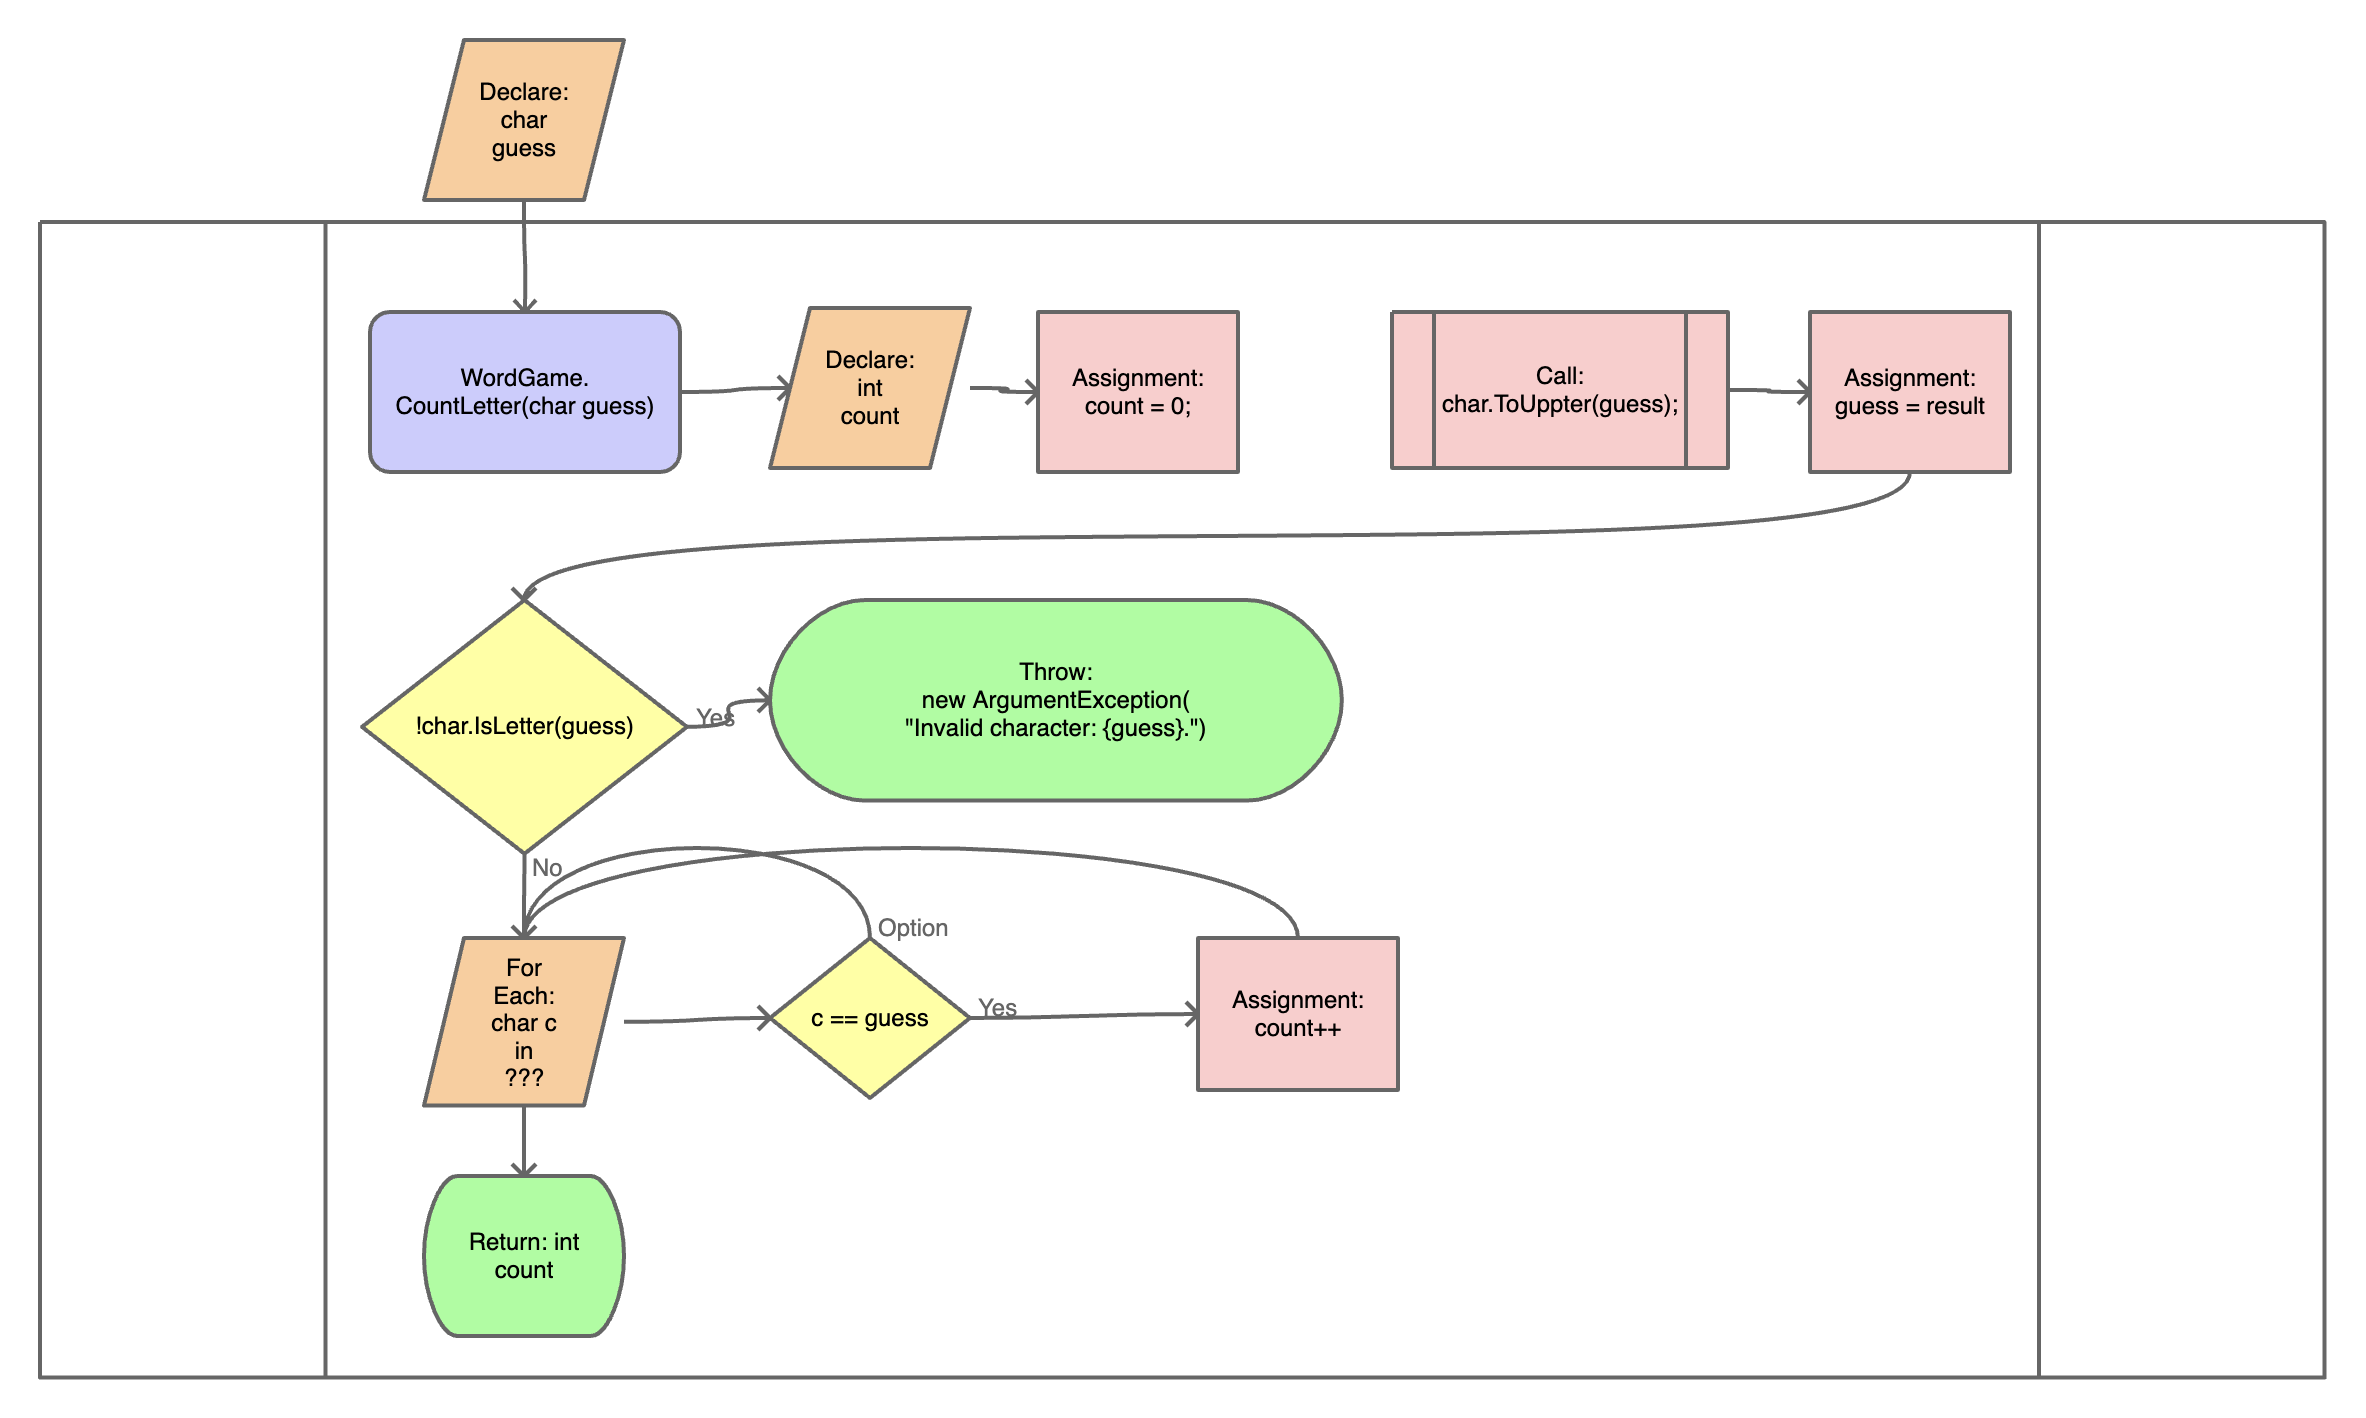 Declare:
char
guess
WordGame.
CountLetter(char guess)
Declare:
int
count
Assignment:
count = 0;
Call:
char.ToUppter(guess);
Assignment:
guess = result
!char.IsLetter(guess)
Yes
Throw:
new ArgumentException(
"Invalid character: {guess}.")
No
For
Each:
char c
in
???
Option
c == guess
Yes
Assignment:
count++
Return: int
count